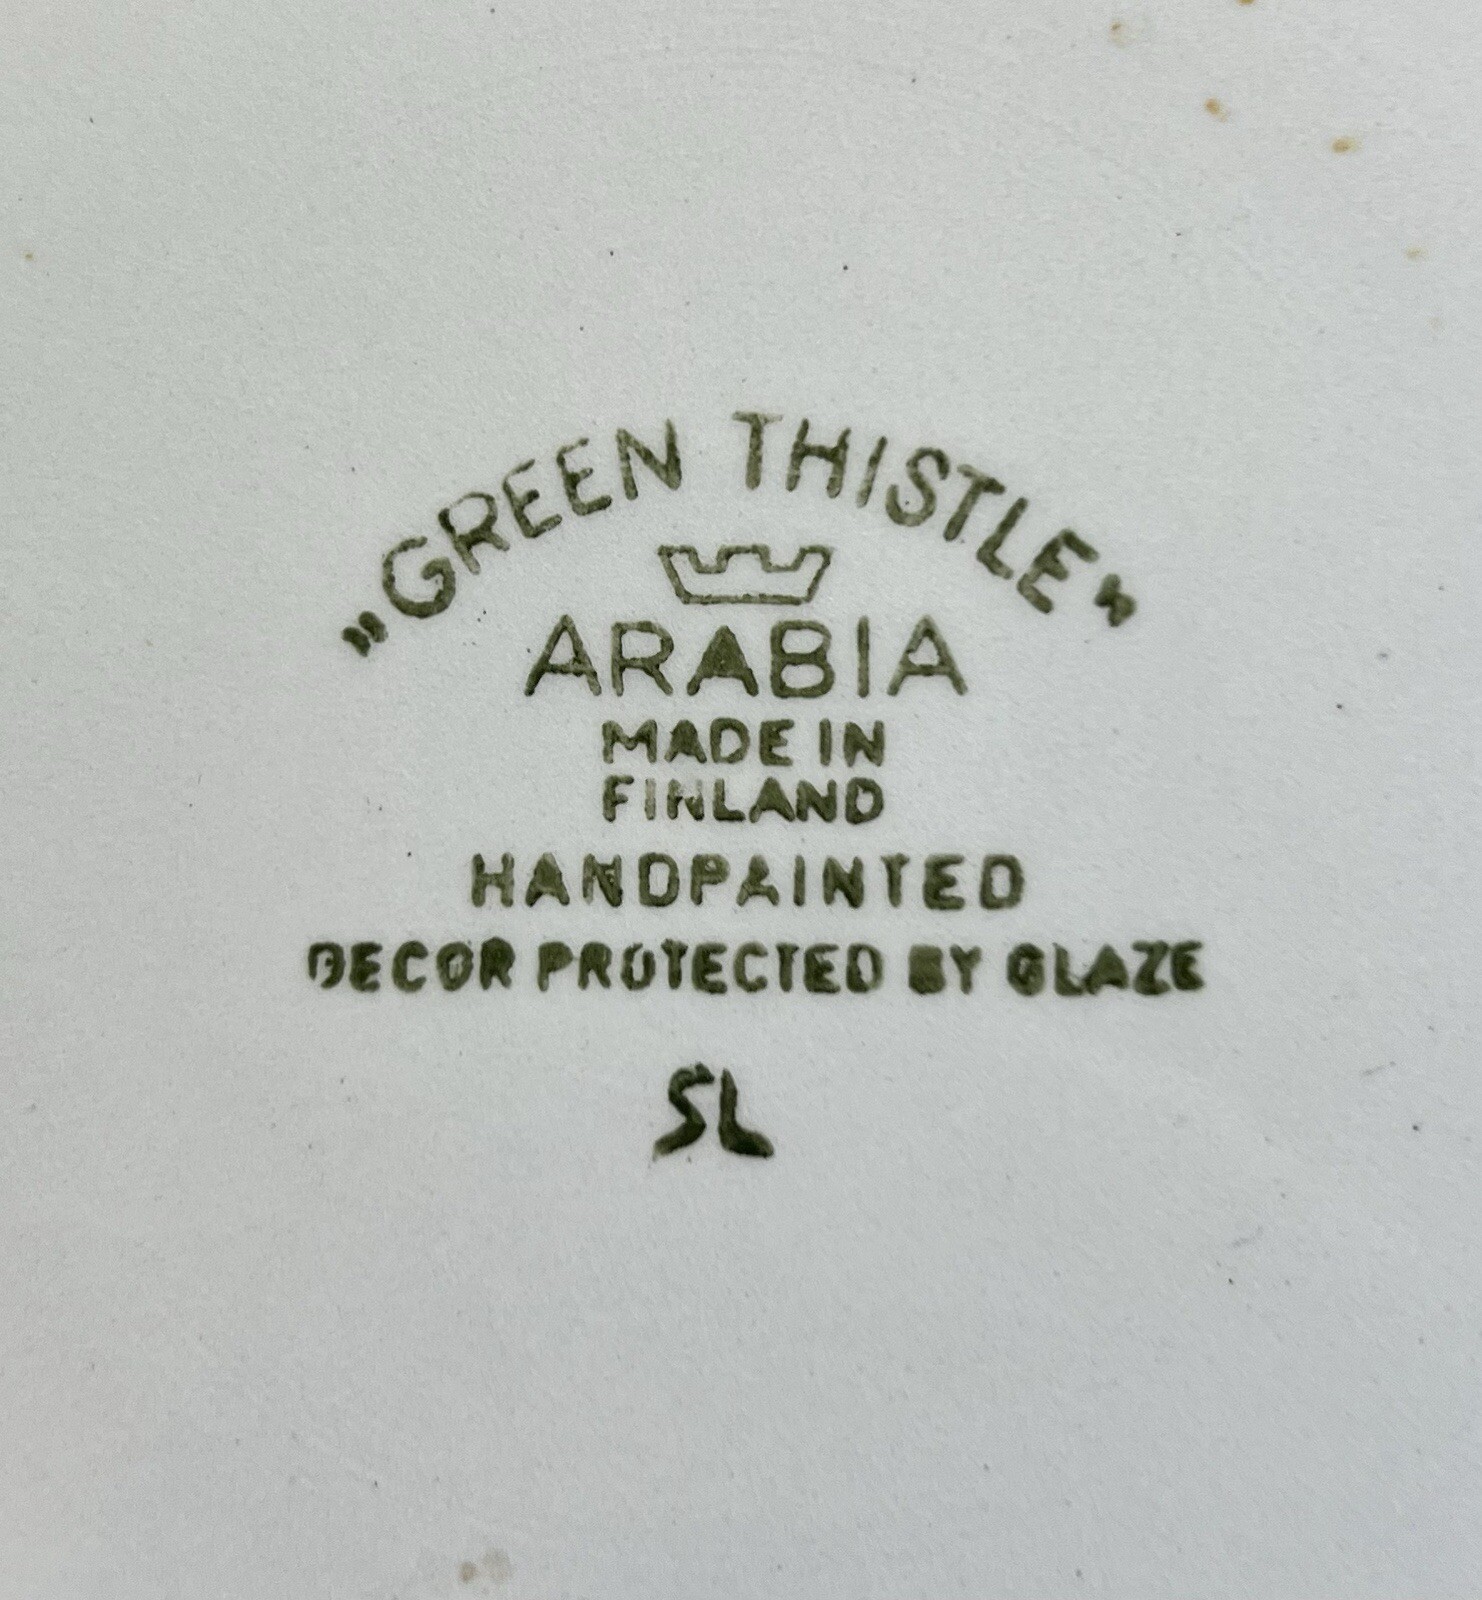 „GREEN THISTLE“
ARABIA
MADE IN
FINLAND
HANDPAINTED
DECOR PROTECTED BY GLAZE
SL